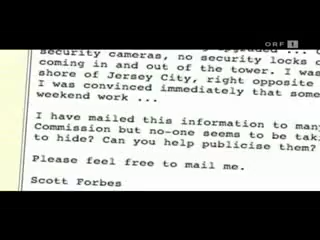 ORF 1
security cameras, no security locks
coming in and out of the tower. I was
shore of Jersey City, right opposite
I was convinced immediately that some
weekend work ...
I have mailed this information to many
Commission but no-one seems to be
to hide? Can you help publicise them?
Please feel free to mail me.
Scott Forbes